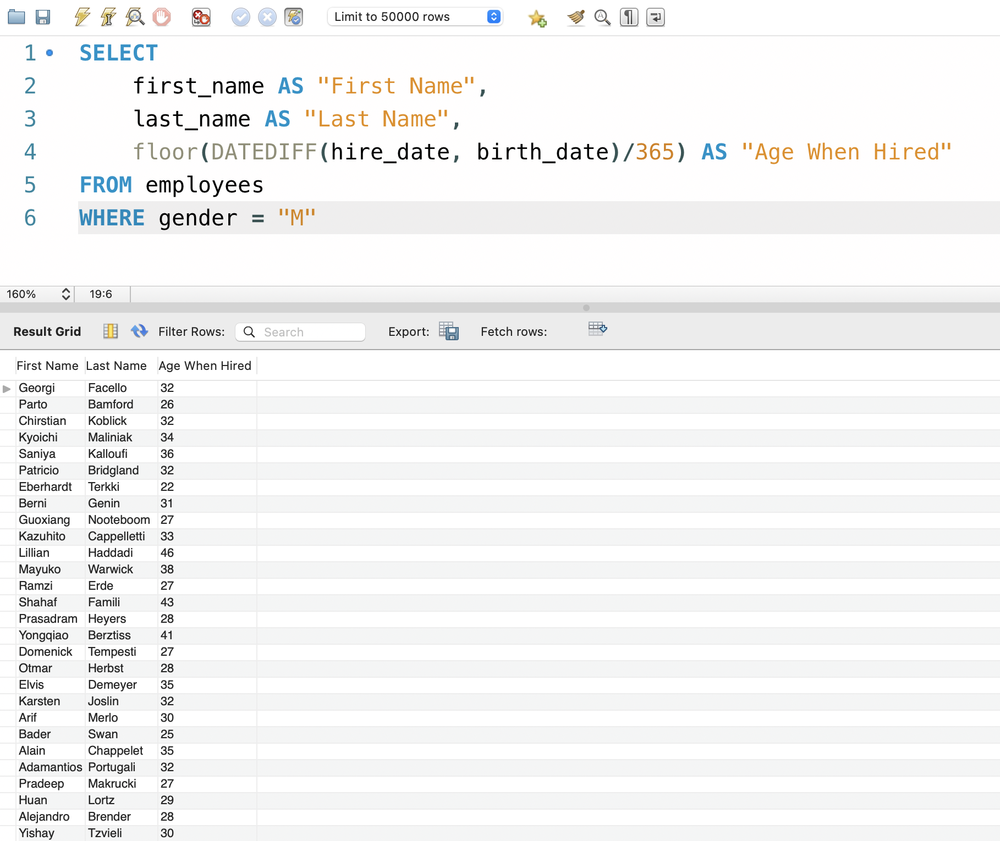 Limit to 50000 rows
1 SELECT
2 first_name AS "First Name",
3 last_name AS "Last Name",
4 floor(DATEDIFF(hire_date, birth_date)/365) AS "Age When Hired"
5 FROM employees
6 WHERE gender = "M"
160% 19:6
Result Grid Filter Rows: Search Export: Fetch rows:
First Name Last Name Age When Hired
Georgi Facello 32
Parto Bamford 26
Chirstian Koblick 32
Kyoichi Maliniak 34
Saniya Kalloufi 36
Patricio Bridgland 32
Eberhardt Terkki 22
Berni Genin 31
Guoxiang Nooteboom 27
Kazuhito Cappelletti 33
Lillian Haddadi 46
Mayuko Warwick 38
Ramzi Erde 27
Shahaf Famili 43
Prasadram Heyers 28
Yongqiao Berztiss 41
Domenick Tempesti 27
Otmar Herbst 28
Elvis Demeyer 35
Karsten Joslin 32
Arif Merlo 30
Bader Swan 25
Alain Chappelet 35
Adamantios Portugali 32
Pradeep Makrucki 27
Huan Lortz 29
Alejandro Brender 28
Yishay Tzvieli 30